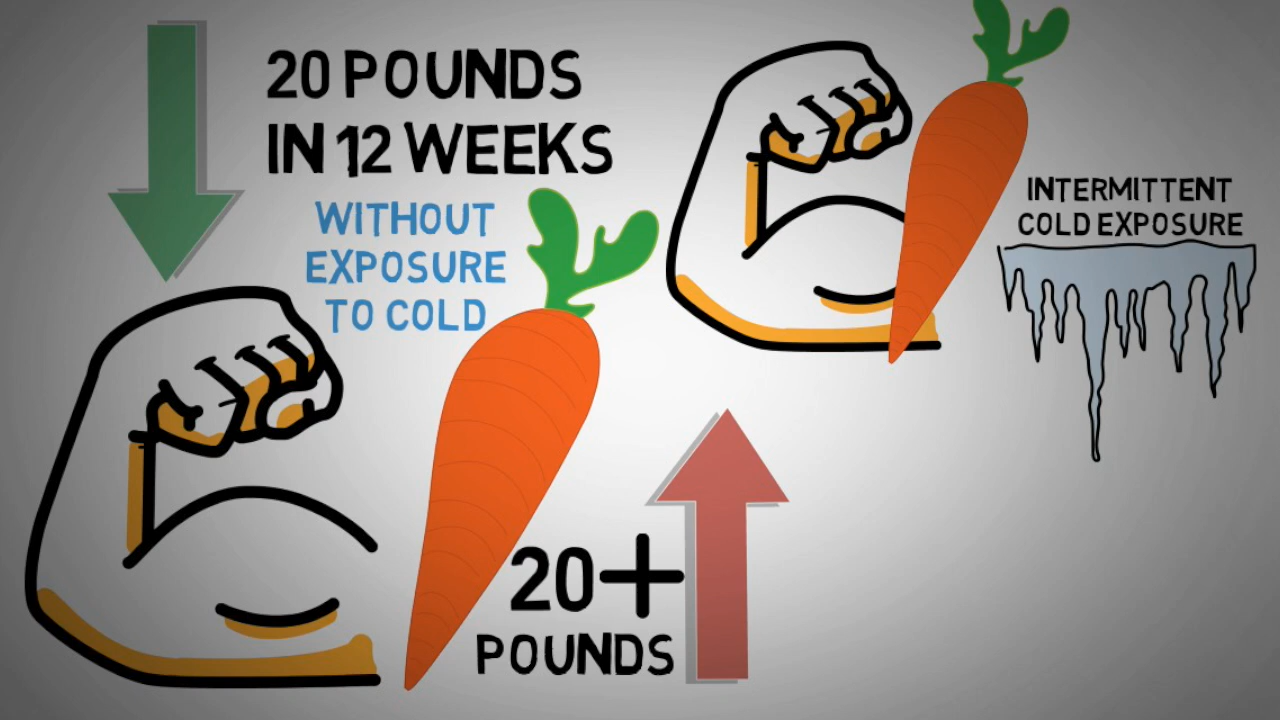 20 POUNDS
IN 12 WEEKS
WITHOUT
EXPOSURE
TO COLD
INTERMITTENT
COLD EXPOSURE
20+
POUNDS